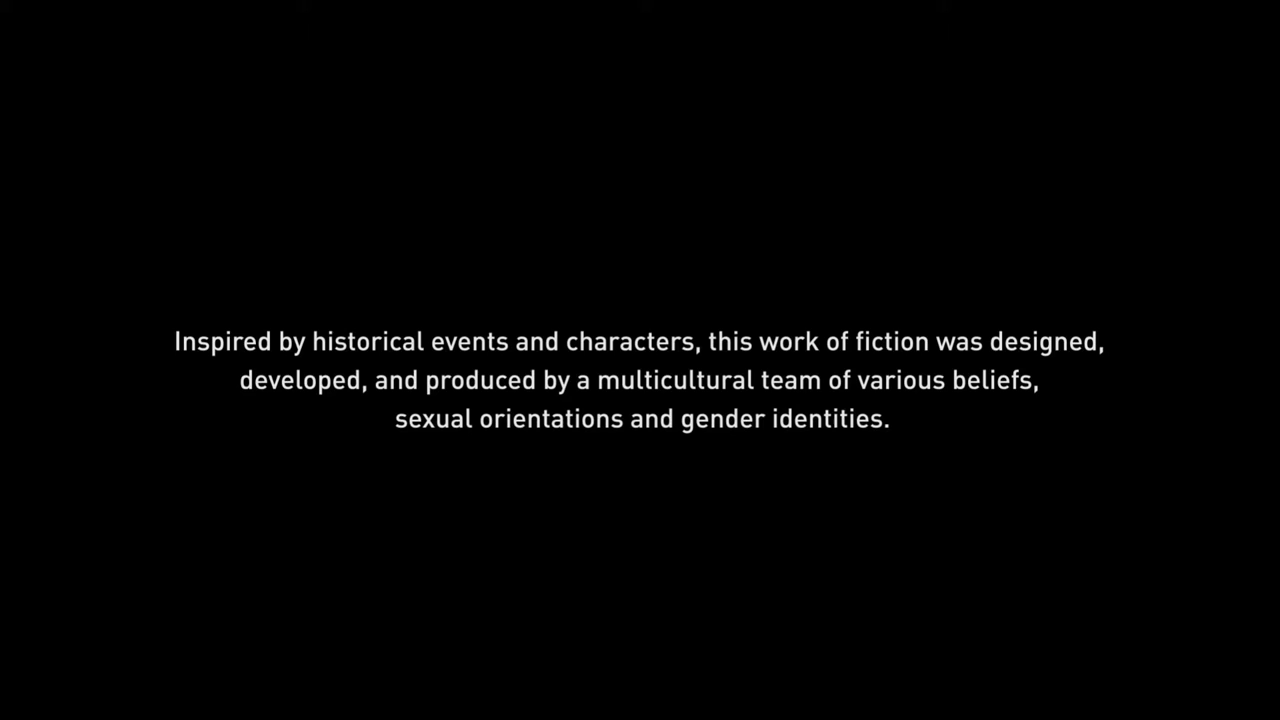 Inspired by historical events and characters, this work of fiction was designed,
developed, and produced by a multicultural team of various beliefs,
sexual orientations and gender identities.